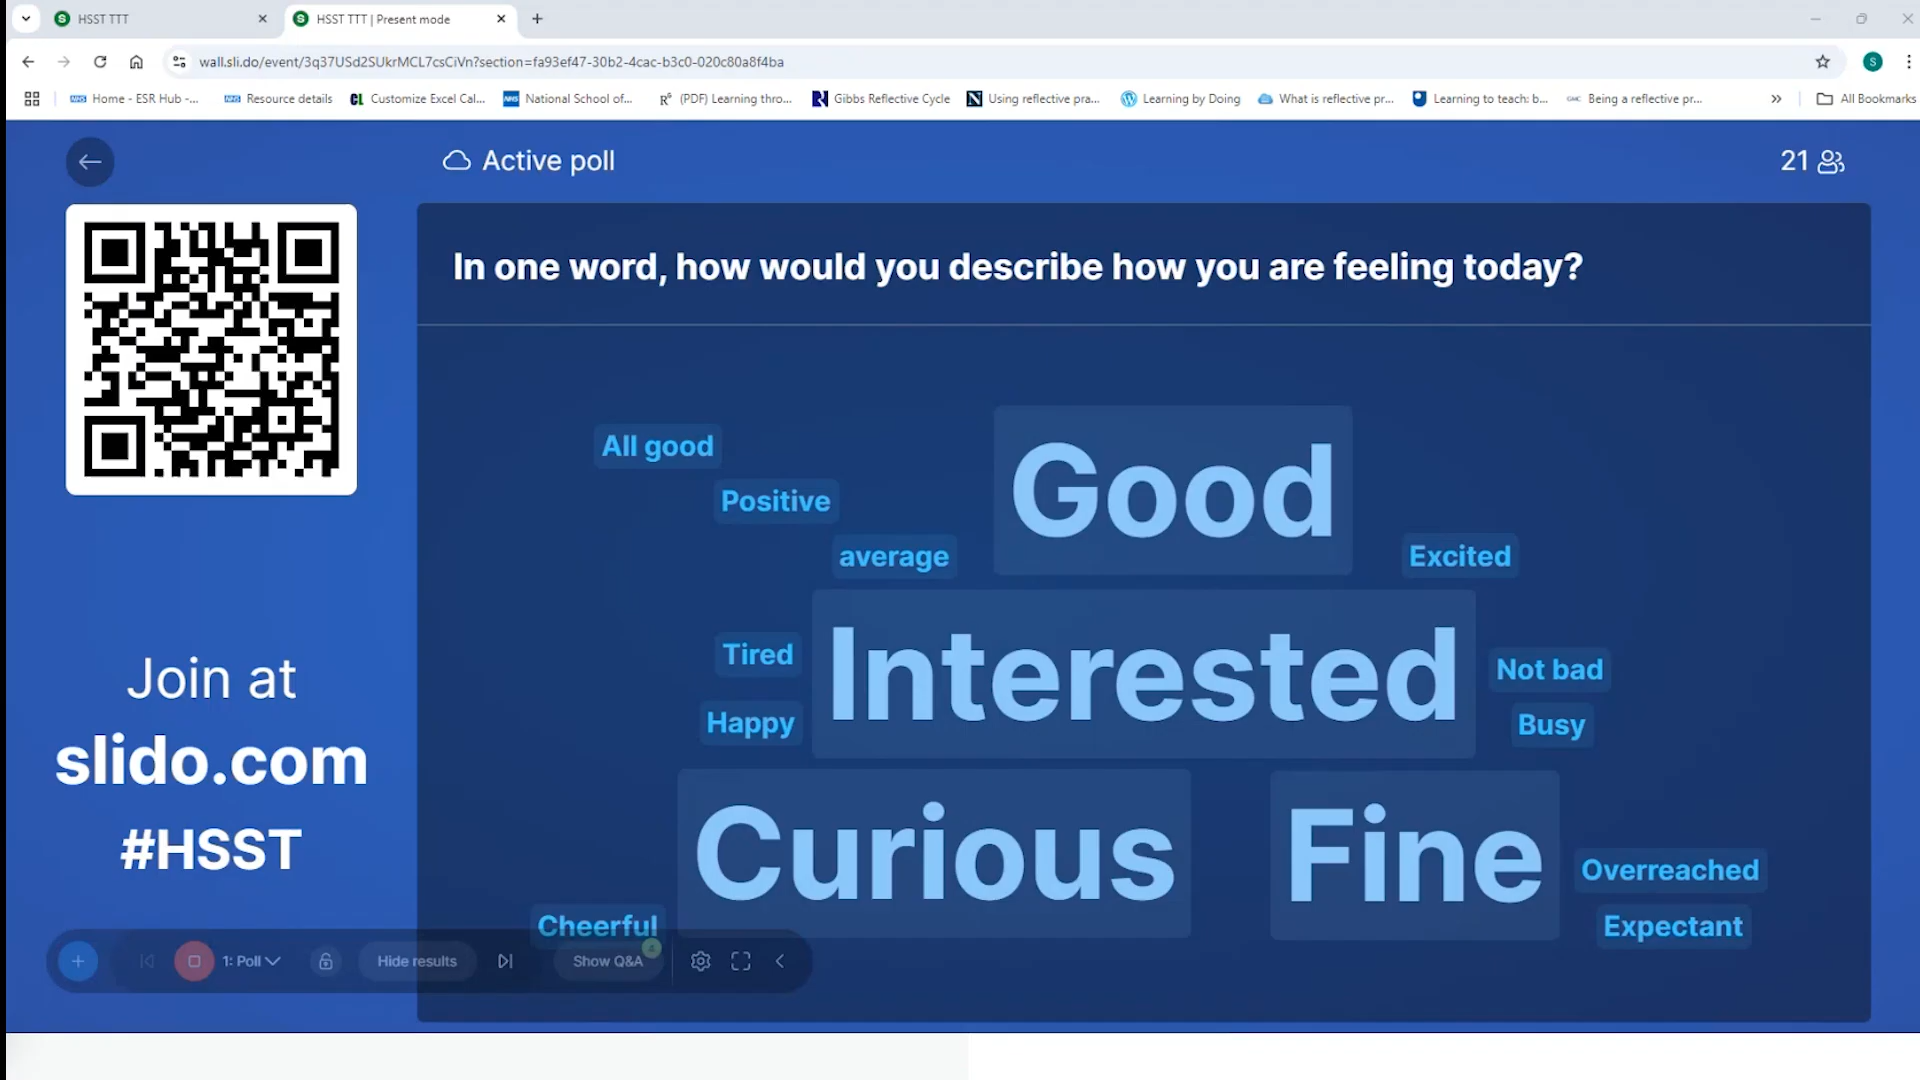 HSST TTT
HSST TTT | Present mode
wall.sli.do/event/3q37USd2SUkrMCL7csCiVn?section=fa93ef47-30b2-4cac-b3c0-020c80a8f4ba
S
Home - ESR Hub -...
Resource details
CL Customize Excel Cal...
National School of...
R⁶ (PDF) Learning thro...
Gibbs Reflective Cycle
Using reflective pra...
Learning by Doing
What is reflective pr...
Learning to teach: b...
GMC Being a reflective pr...
All Bookmarks
Active poll
21
In one word, how would you describe how you are feeling today?
All good
Good
Positive
average
Excited
Tired
Interested
Not bad
Happy
Busy
Curious
Fine
Overreached
Cheerful
Expectant
Join at
slido.com
#HSST
1: Poll
Hide results
Show Q&A